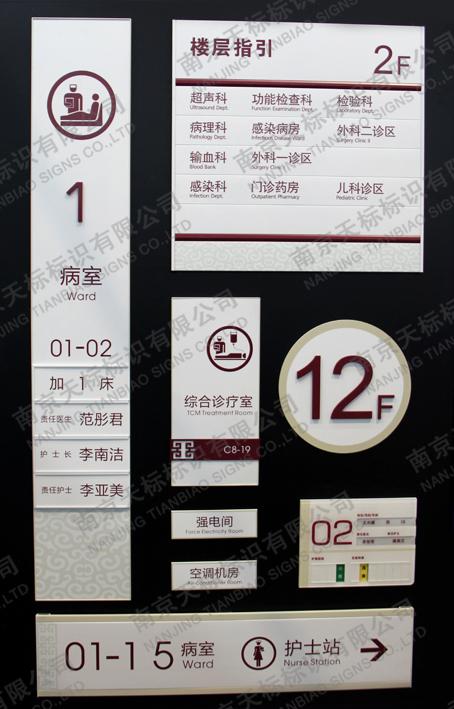 1
病室
Ward
01-02
加 1 床
责任医生 范彤君
护士长 李南洁
责任护士 李亚美
楼层指引 2F
超声科 功能检查科 检验科
Ultrasound Dept. Function Examination Dept. Laboratory Dept.
病理科 感染病房 外科二诊区
Pathology Dept. Infectious Disease Ward Surgery Clinic II
输血科 外科一诊区
Blood Bank Surgery Clinic I
感染科 门诊药房 儿科诊区
Infection Dept. Outpatient Pharmacy Pediatric Clinic
综合诊疗室
TCM Treatment Room
C8-19
12F
强电间
Force Electricity Room
空调机房
Air-Conditioner Room
02
01-15 病室 护士站
Ward Nurse Station
南京天标标识有限公司
NANJING TIANBIAO SIGNS CO.,LTD